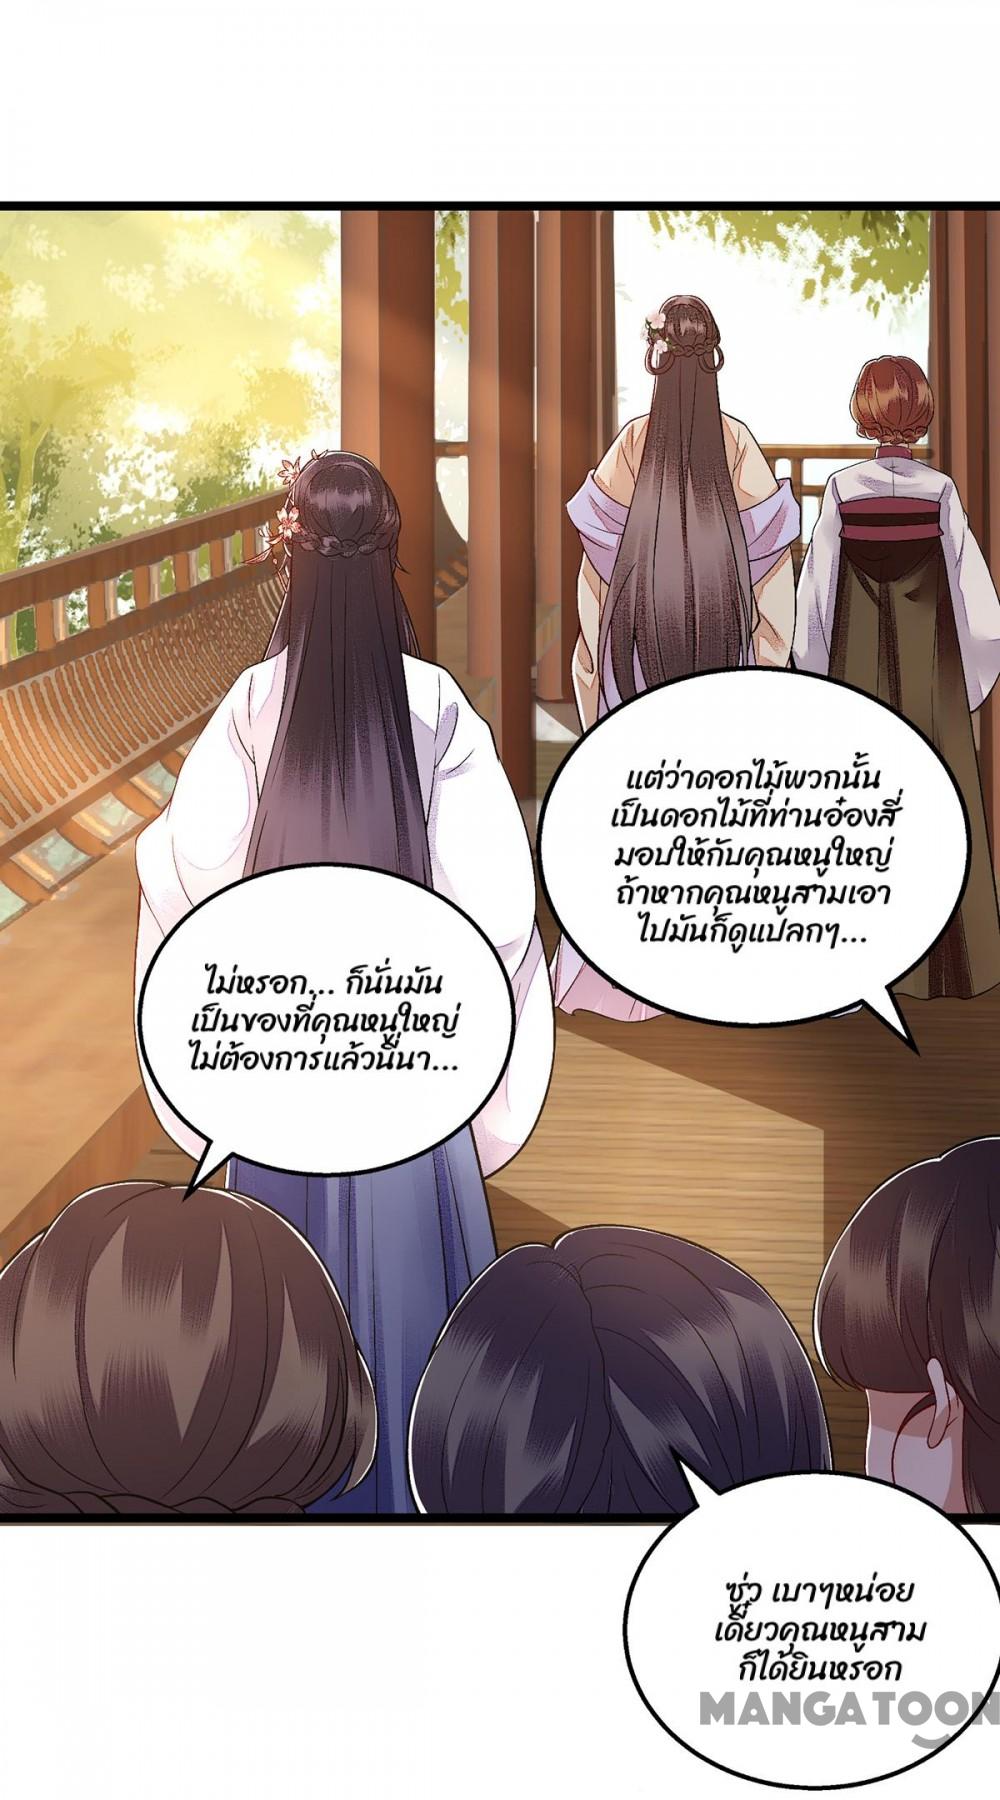 แต่ว่าดอกไม้พวกนั้น
เป็นดอกไม้ที่ท่านอ๋องสี่
มอบให้กับคุณหนูใหญ่
ถ้าหากคุณหนูสามเอา
ไปมันก็ดูแปลกๆ...
ไม่หรอก... ก็นั่นมัน
เป็นของที่คุณหนูใหญ่
ไม่ต้องการแล้วนี่นา...
ซู่ว เบาๆหน่อย
เดี๋ยวคุณหนูสาม
ก็ได้ยินหรอก
MANGATOON